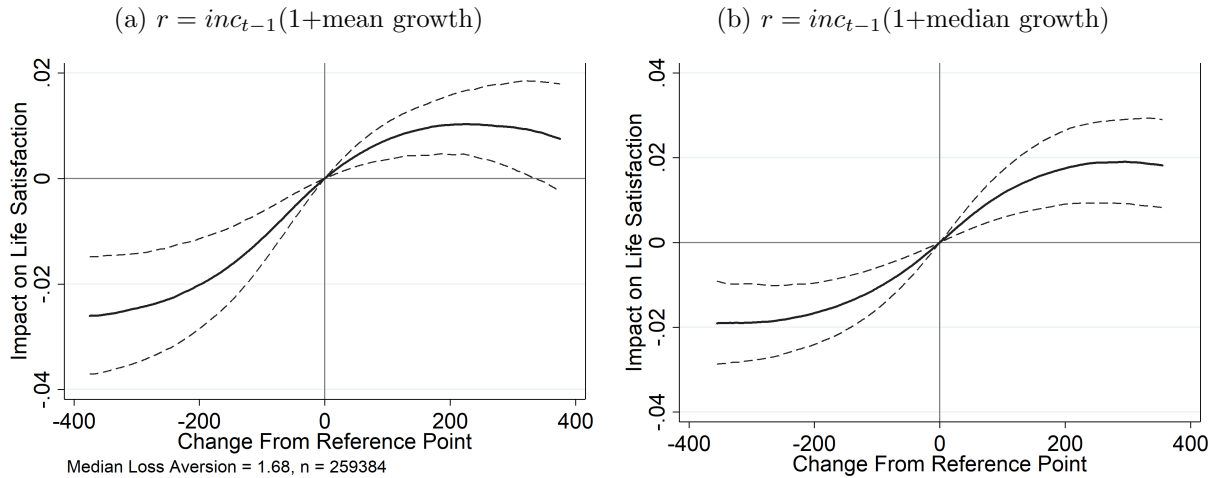 (a) r = inc_{t−1}(1+mean growth)
.02
0
-.02
-.04
Impact on Life Satisfaction
-400 -200 0 200 400
Change From Reference Point
Median Loss Aversion = 1.68, n = 259384
(b) r = inc_{t−1}(1+median growth)
.04
.02
0
-.02
-.04
Impact on Life Satisfaction
-400 -200 0 200 400
Change From Reference Point